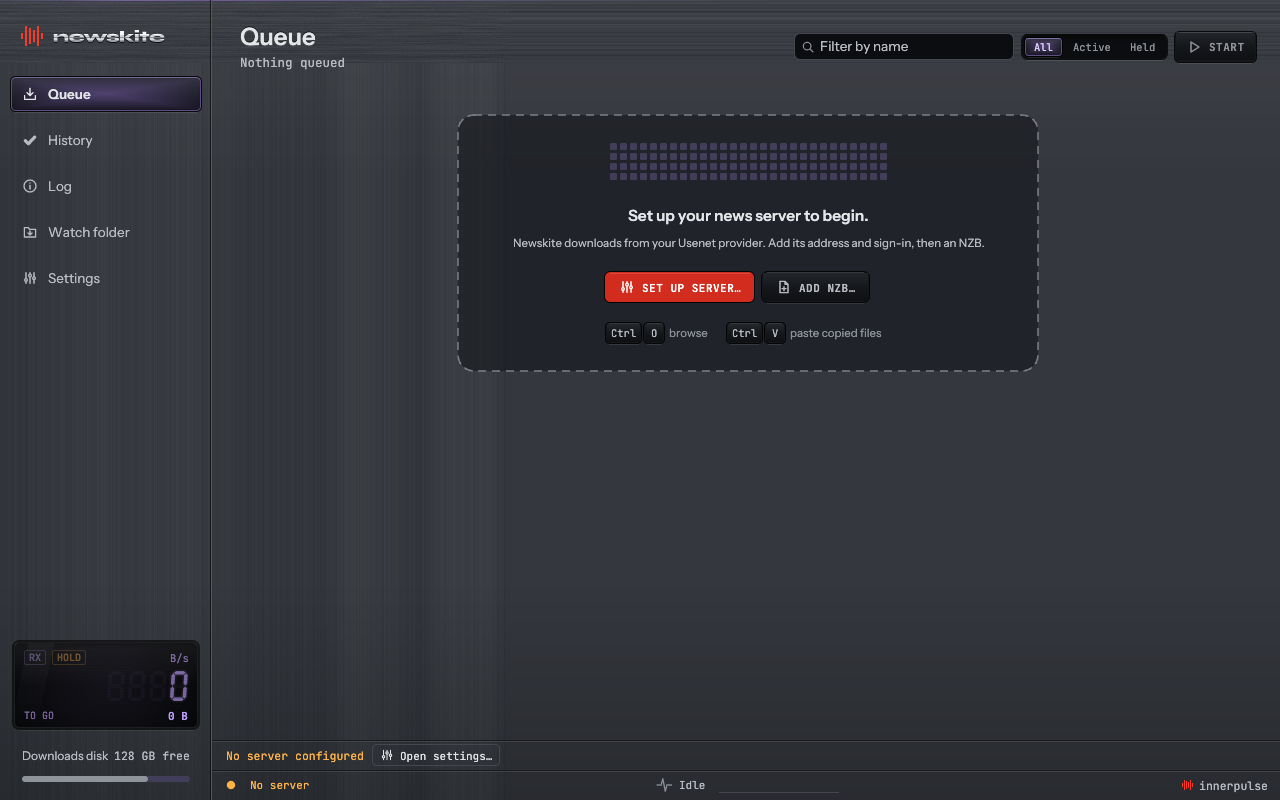 newskite
Queue
History
Log
Watch folder
Settings
RX HOLD B/s
0
TO GO 0 B
Downloads disk 128 GB free
Queue
Nothing queued
Filter by name
All Active Held
START
Set up your news server to begin.
Newskite downloads from your Usenet provider. Add its address and sign-in, then an NZB.
SET UP SERVER… ADD NZB…
Ctrl O browse Ctrl V paste copied files
No server configured Open settings…
No server Idle innerpulse